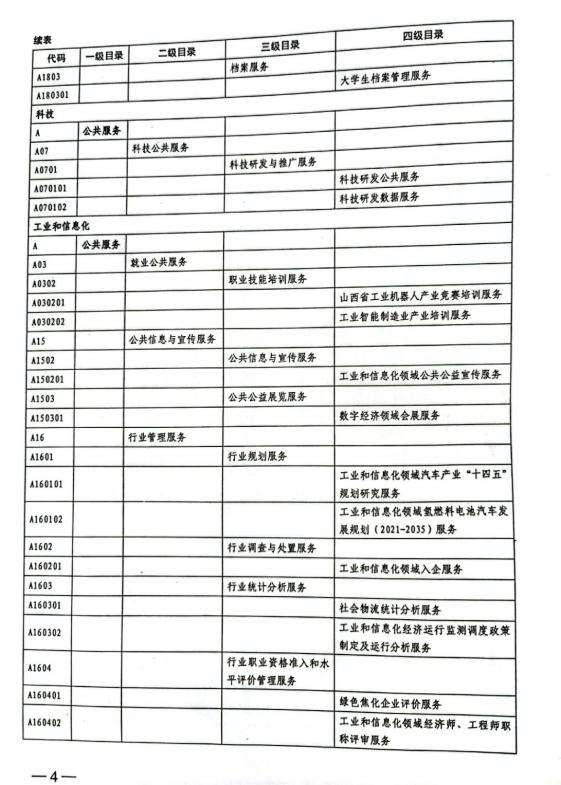 续表
代码 一级目录 二级目录 三级目录 四级目录
A1803 档案服务
A180301 大学生档案管理服务
科技
A 公共服务
A07 科技公共服务
A0701 科技研发与推广服务
A070101 科技研发公共服务
A070102 科技研发数据服务
工业和信息化
A 公共服务
A03 就业公共服务
A0302 职业技能培训服务
A030201 山西省工业机器人产业竞赛培训服务
A030202 工业智能制造业产业培训服务
A15 公共信息与宣传服务
A1502 公共信息与宣传服务
A150201 工业和信息化领域公共公益宣传服务
A1503 公共公益展览服务
A150301 数字经济领域会展服务
A16 行业管理服务
A1601 行业规划服务
A160101 工业和信息化领域汽车产业“十四五”
规划研究服务
A160102 工业和信息化领域氢燃料电池汽车发
展规划（2021-2035）服务
A1602 行业调查与处置服务
A160201 工业和信息化领域入企服务
A1603 行业统计分析服务
A160301 社会物流统计分析服务
A160302 工业和信息化经济运行监测调度政策
制定及运行分析服务
A1604 行业职业资格准入和水
平评价管理服务
A160401 绿色焦化企业评价服务
A160402 工业和信息化领域经济师、工程师职
称评审服务
—4—